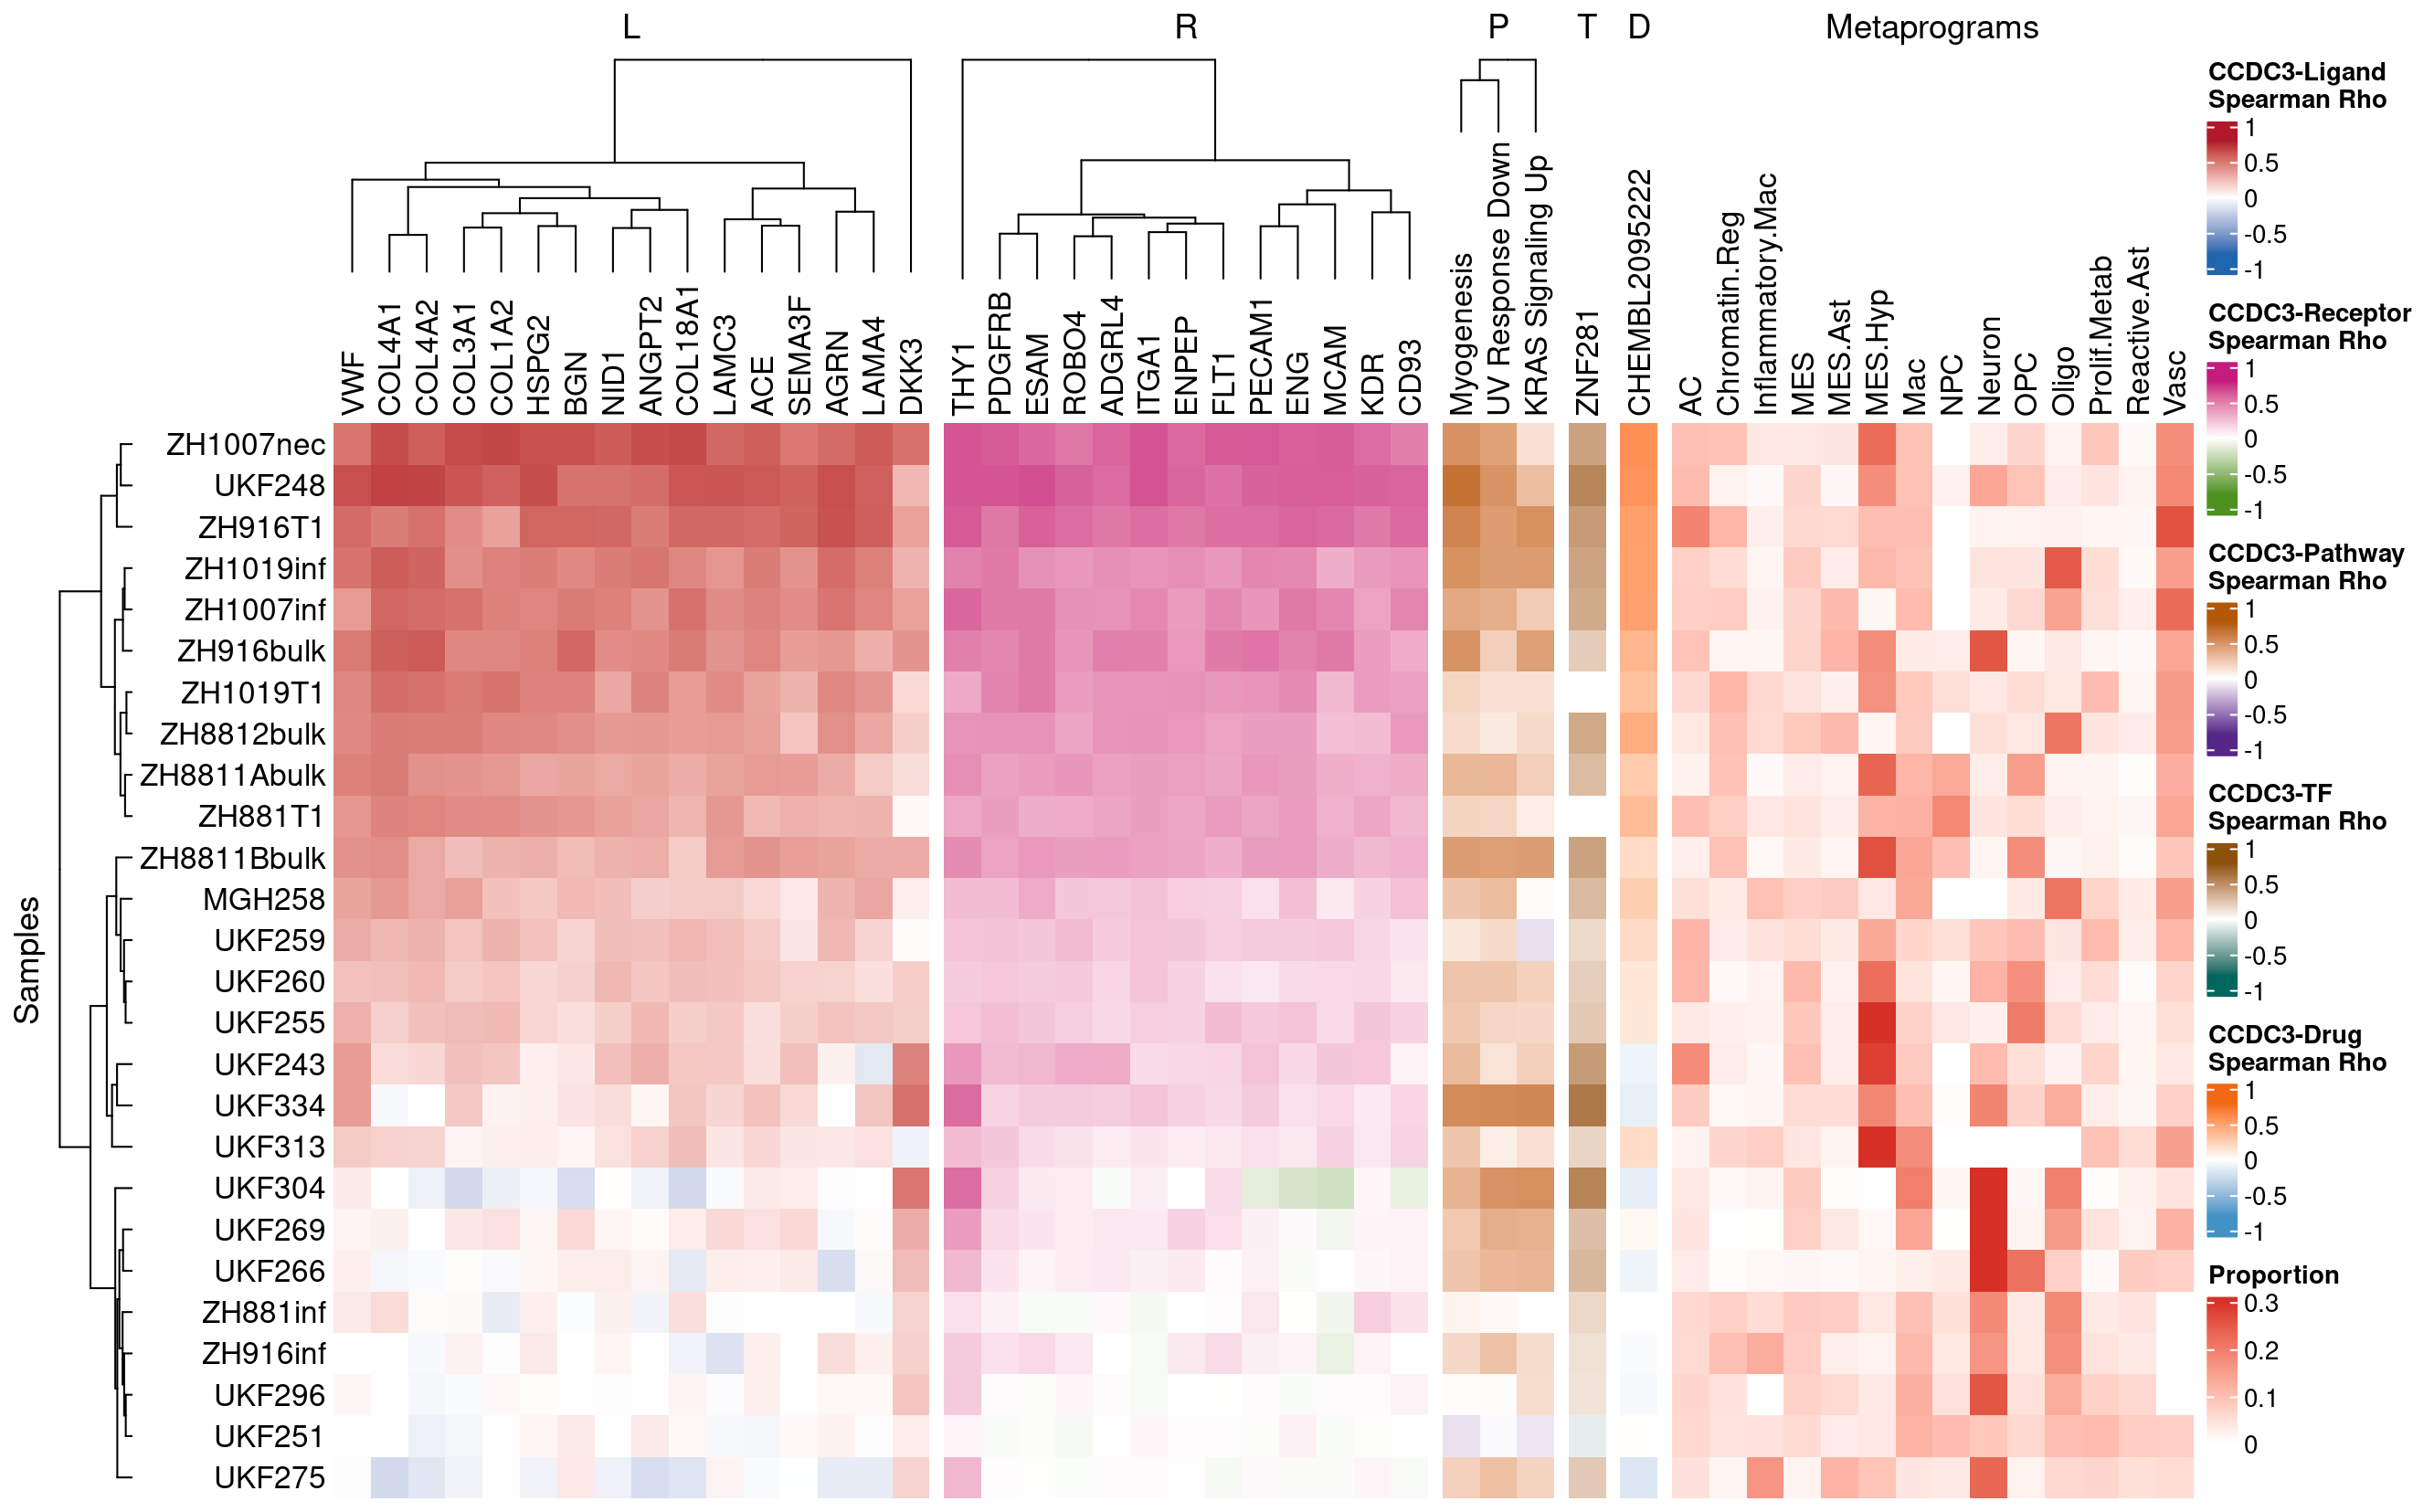 L R P T D Metaprograms
VWF
COL4A1
COL4A2
COL3A1
COL1A2
HSPG2
BGN
NID1
ANGPT2
COL18A1
LAMC3
ACE
SEMA3F
AGRN
LAMA4
DKK3
THY1
PDGFRB
ESAM
ROBO4
ADGRL4
ITGA1
ENPEP
FLT1
PECAM1
ENG
MCAM
KDR
CD93
Myogenesis
UV Response Down
KRAS Signaling Up
ZNF281
CHEMBL2095222
AC
Chromatin.Reg
Inflammatory.Mac
MES
MES.Ast
MES.Hyp
Mac
NPC
Neuron
OPC
Oligo
Prolif.Metab
Reactive.Ast
Vasc
Samples
ZH1007nec
UKF248
ZH916T1
ZH1019inf
ZH1007inf
ZH916bulk
ZH1019T1
ZH8812bulk
ZH8811Abulk
ZH881T1
ZH8811Bbulk
MGH258
UKF259
UKF260
UKF255
UKF243
UKF334
UKF313
UKF304
UKF269
UKF266
ZH881inf
ZH916inf
UKF296
UKF251
UKF275
CCDC3-Ligand
Spearman Rho
1
0.5
0
-0.5
-1
CCDC3-Receptor
Spearman Rho
1
0.5
0
-0.5
-1
CCDC3-Pathway
Spearman Rho
1
0.5
0
-0.5
-1
CCDC3-TF
Spearman Rho
1
0.5
0
-0.5
-1
CCDC3-Drug
Spearman Rho
1
0.5
0
-0.5
-1
Proportion
0.3
0.2
0.1
0